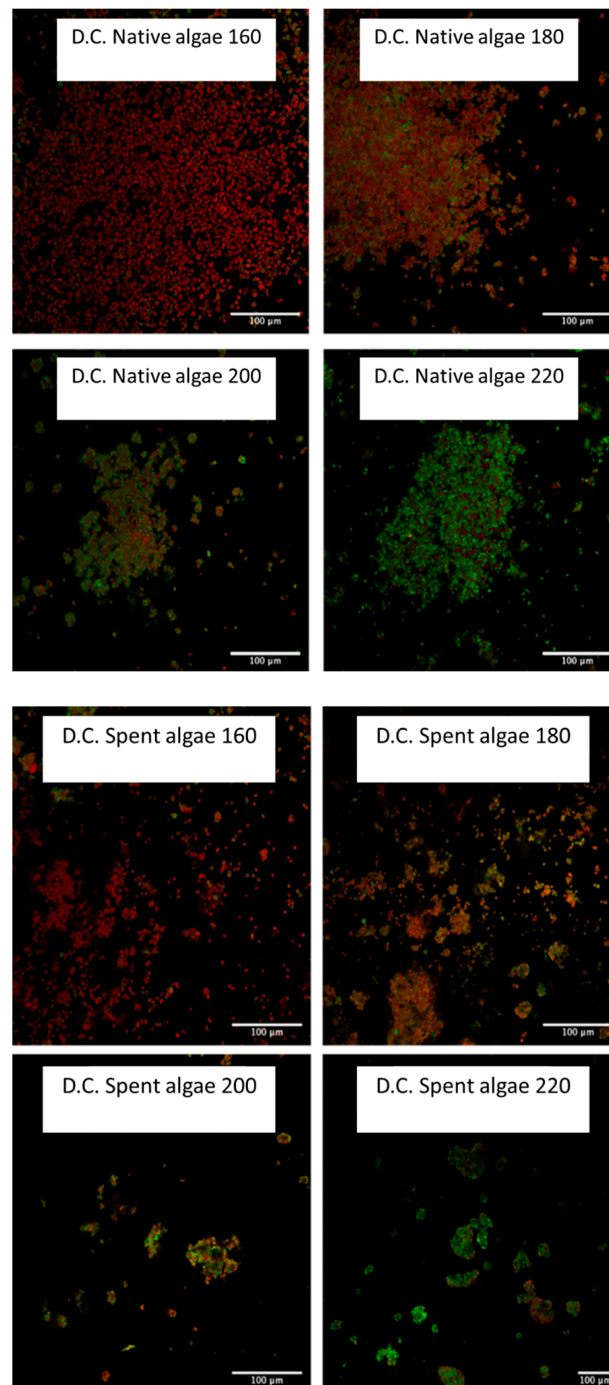 D.C. Native algae 160
D.C. Native algae 180
100 µm
100 µm
D.C. Native algae 200
D.C. Native algae 220
100 µm
100 µm
D.C. Spent algae 160
D.C. Spent algae 180
100 µm
100 µm
D.C. Spent algae 200
D.C. Spent algae 220
100 µm
100 µm